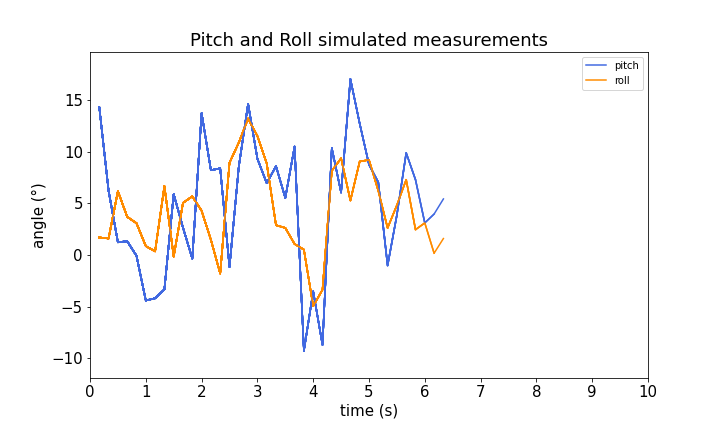 Pitch and Roll simulated measurements
pitch
roll
angle (°)
15
10
5
0
−5
−10
0 1 2 3 4 5 6 7 8 9 10
time (s)